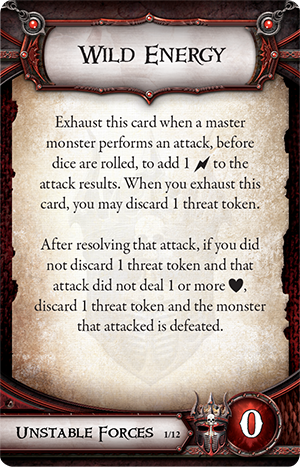 Wild Energy
Exhaust this card when a master
monster performs an attack, before
dice are rolled, to add 1 to the
attack results. When you exhaust this
card, you may discard 1 threat token.
After resolving that attack, if you did
not discard 1 threat token and that
attack did not deal 1 or more ♥,
discard 1 threat token and the monster
that attacked is defeated.
Unstable Forces 1/12
0